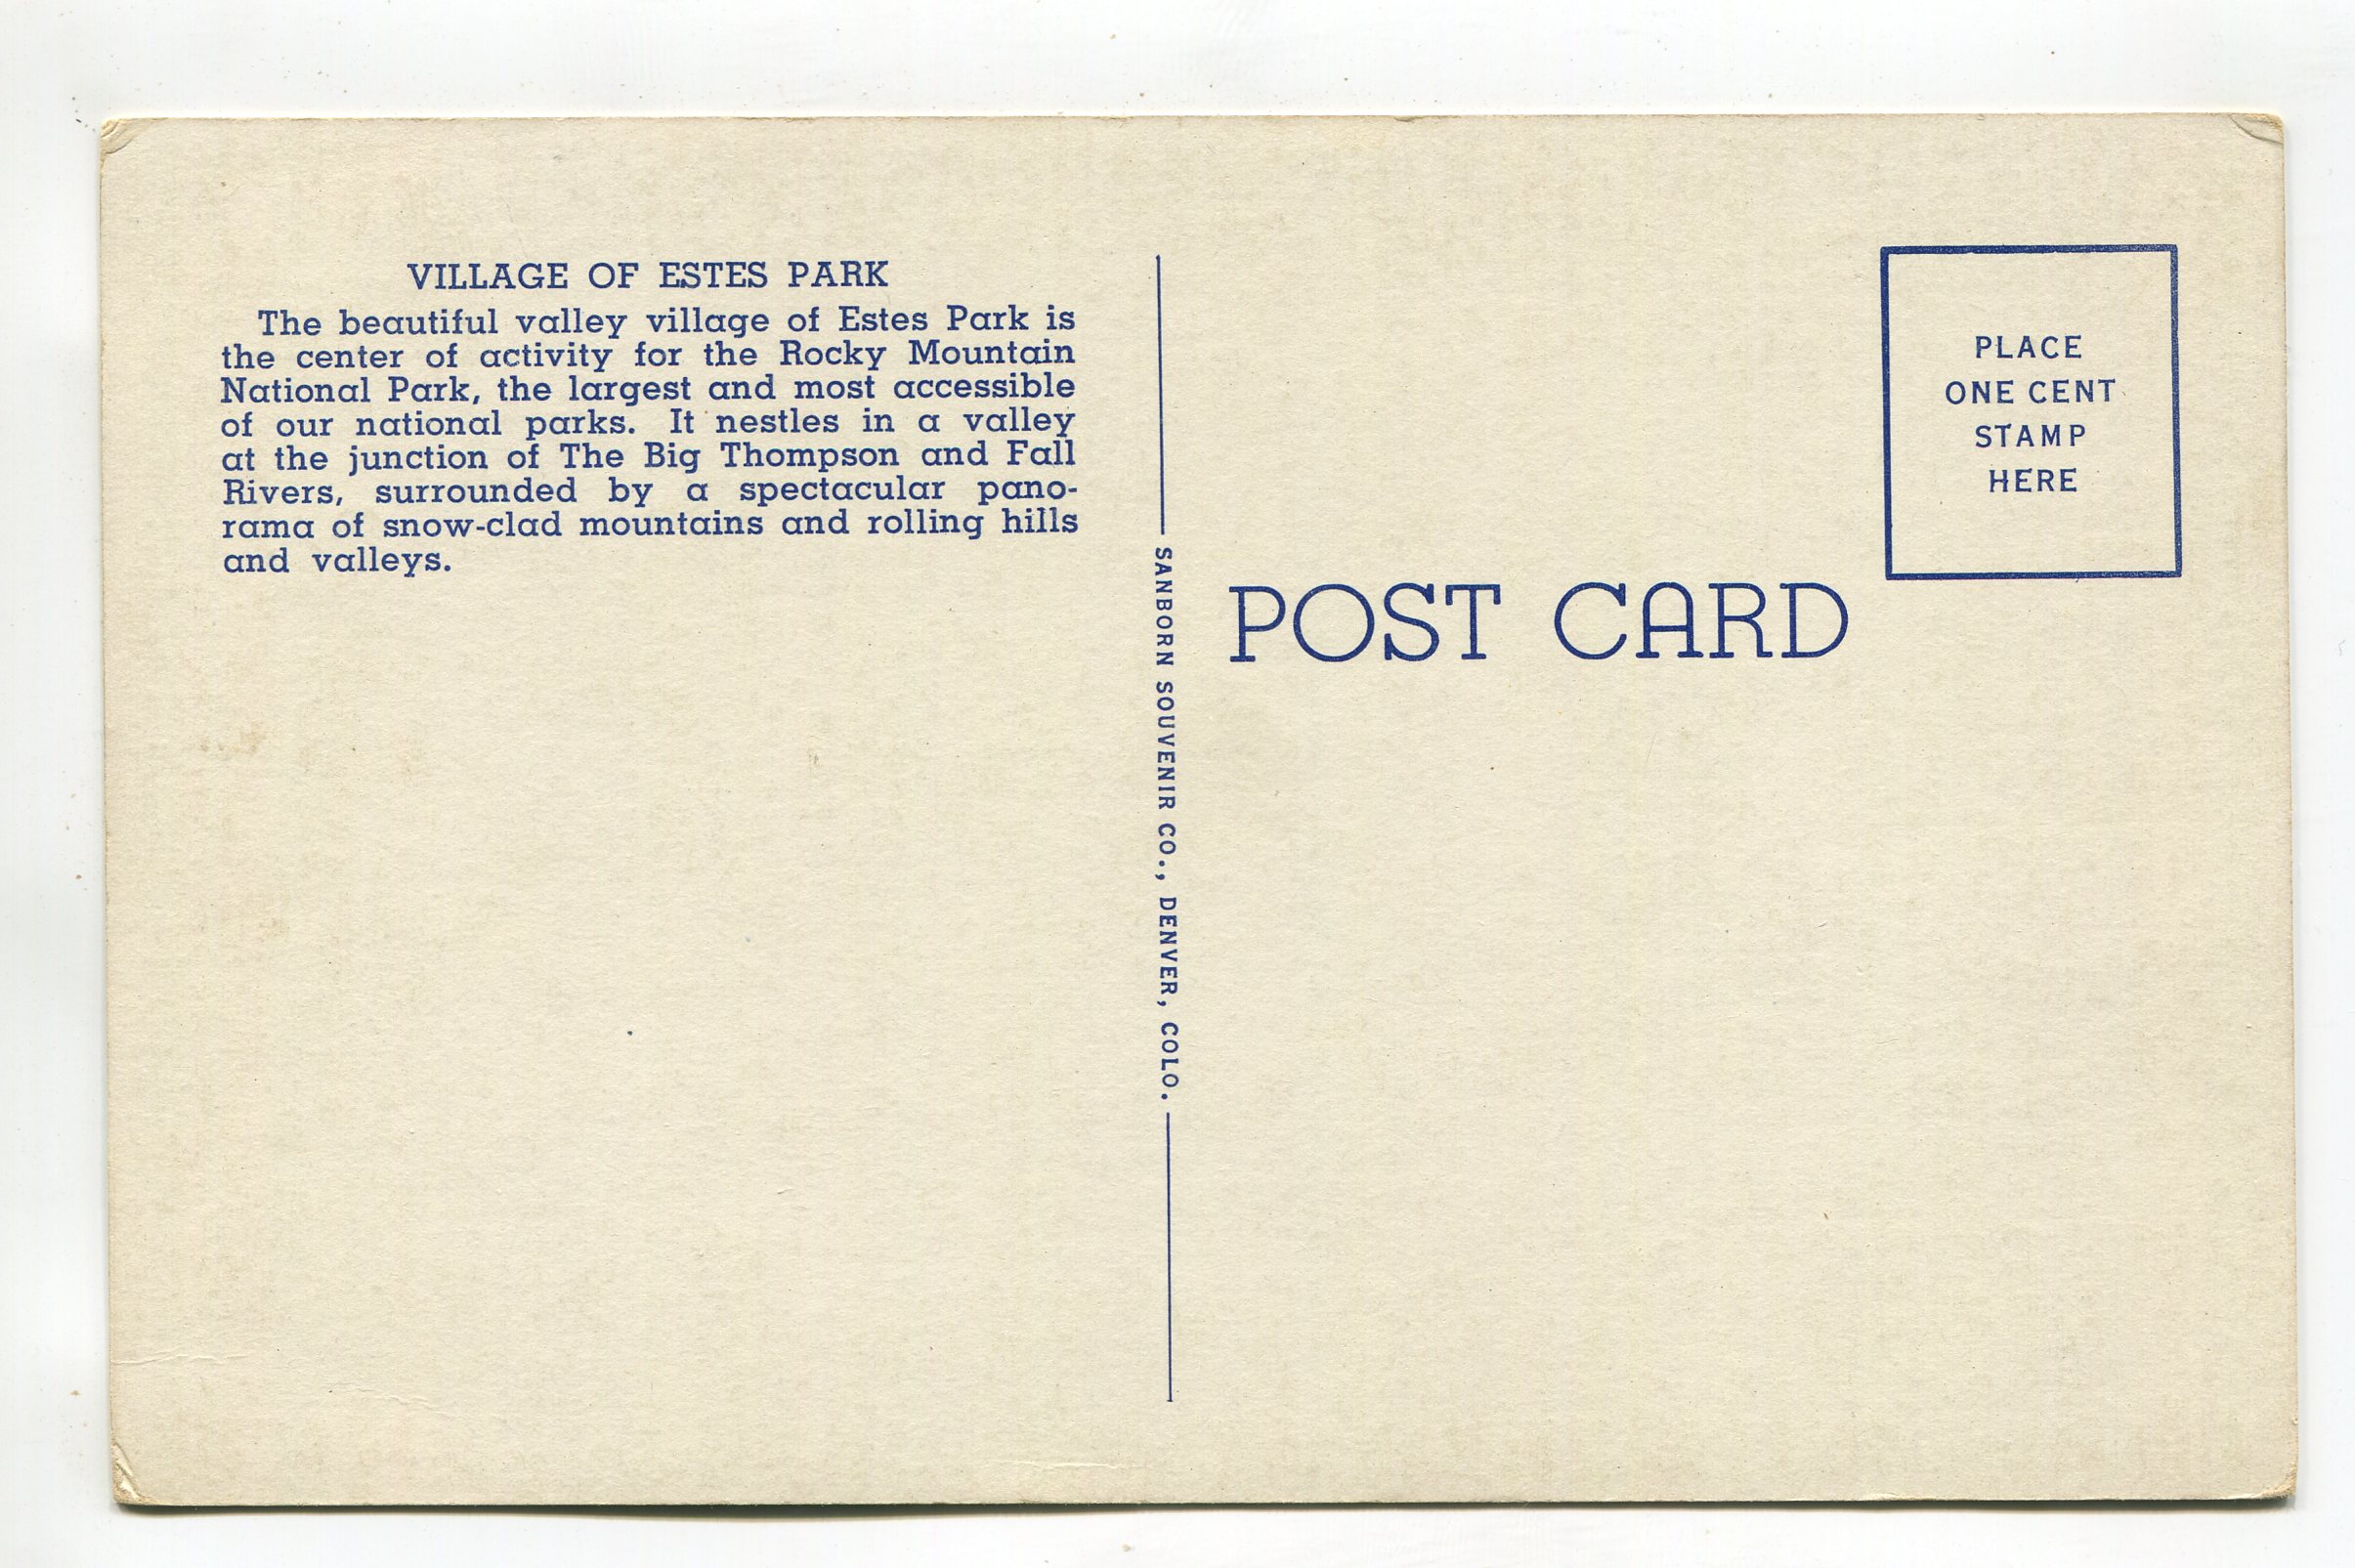 VILLAGE OF ESTES PARK
The beautiful valley village of Estes Park is
the center of activity for the Rocky Mountain
National Park, the largest and most accessible
of our national parks. It nestles in a valley
at the junction of The Big Thompson and Fall
Rivers, surrounded by a spectacular pano-
rama of snow-clad mountains and rolling hills
and valleys.
SANBORN SOUVENIR CO., DENVER, COLO.
POST CARD
PLACE
ONE CENT
STAMP
HERE